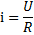 i = U/R